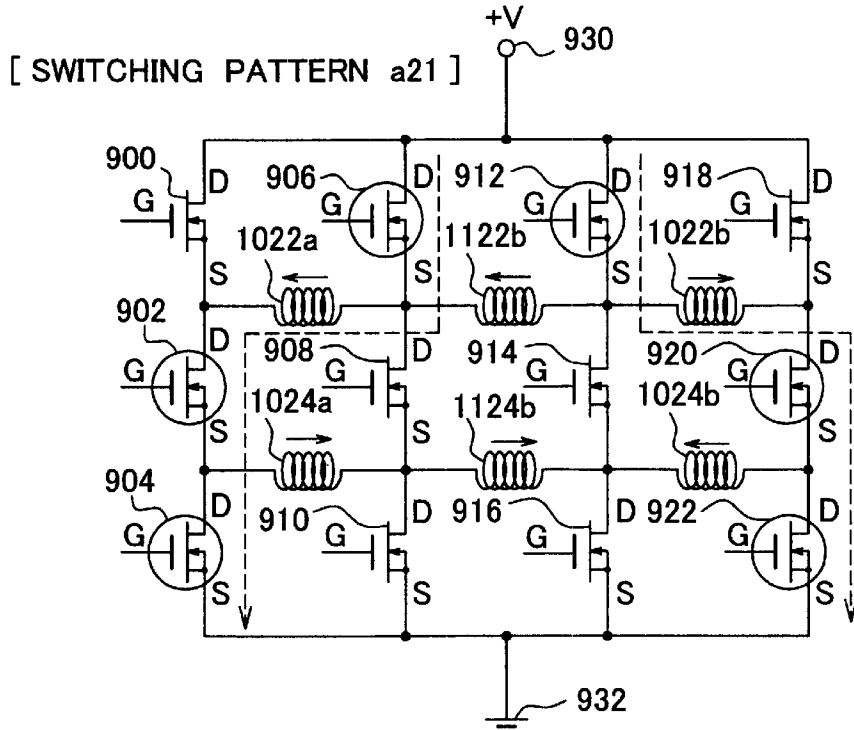 +V
930
[ SWITCHING PATTERN a21 ]
900 D 906 D 912 D 918 D
G G G G
1022a 1122b 1022b
S S S S
902 D 908 D 914 920 D
G G G G
1024a 1124b 1024b
S S S S
904 D 910 D 916 D 922 D
G G G G
S S S S
932